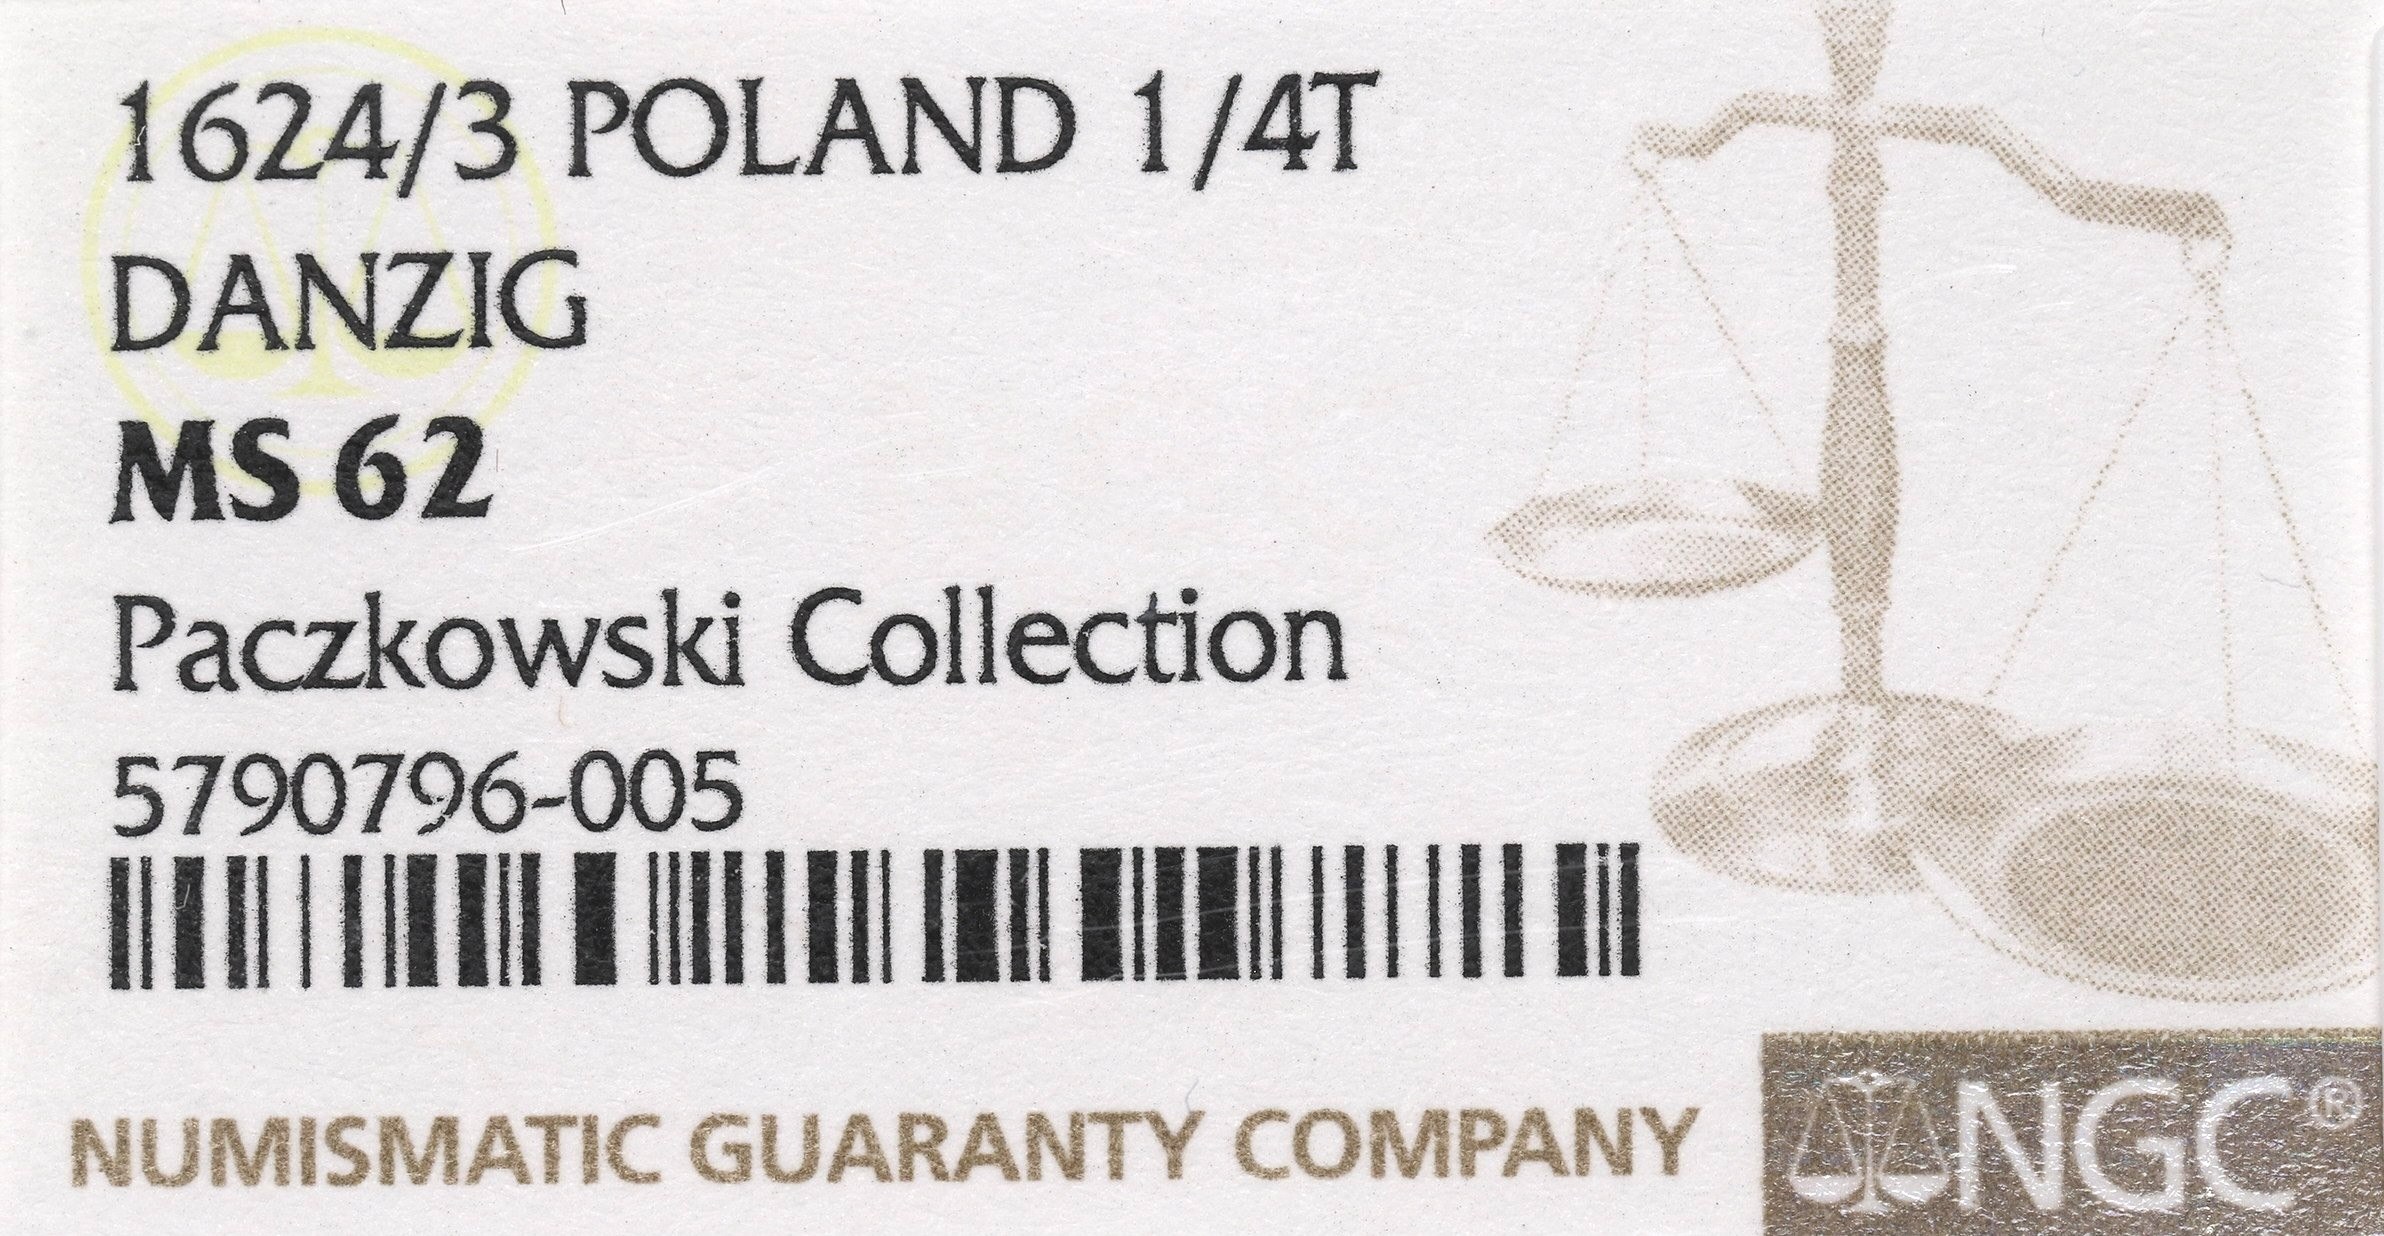 1624/3 POLAND 1/4T
DANZIG
MS 62
Paczkowski Collection
5790796-005
NUMISMATIC GUARANTY COMPANY
NGC®